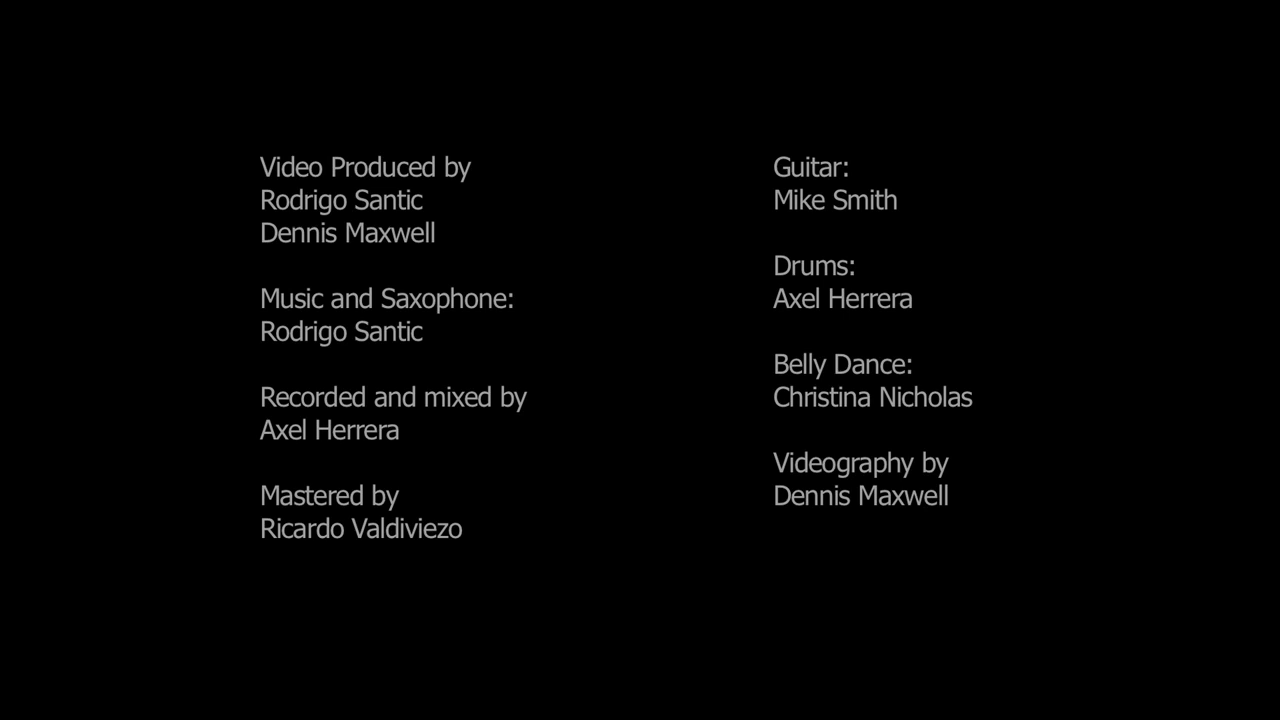 Video Produced by
Rodrigo Santic
Dennis Maxwell
Music and Saxophone:
Rodrigo Santic
Recorded and mixed by
Axel Herrera
Mastered by
Ricardo Valdiviezo
Guitar:
Mike Smith
Drums:
Axel Herrera
Belly Dance:
Christina Nicholas
Videography by
Dennis Maxwell